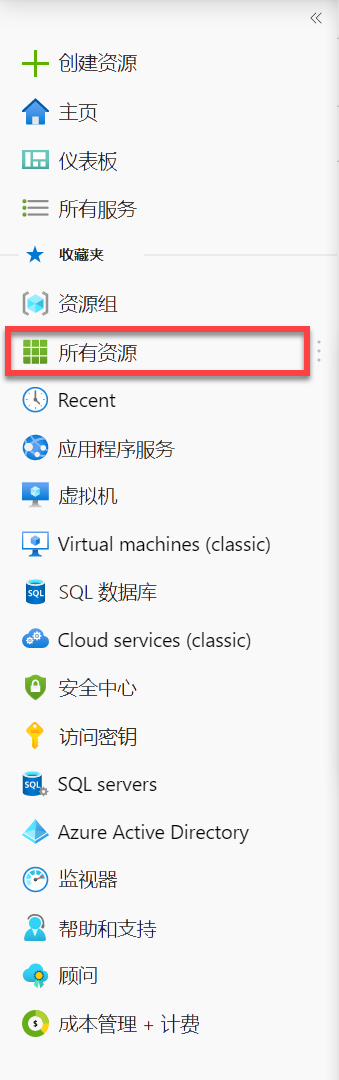 创建资源
主页
仪表板
所有服务
收藏夹
资源组
所有资源
Recent
应用程序服务
虚拟机
Virtual machines (classic)
SQL 数据库
Cloud services (classic)
安全中心
访问密钥
SQL servers
Azure Active Directory
监视器
帮助和支持
顾问
成本管理 + 计费